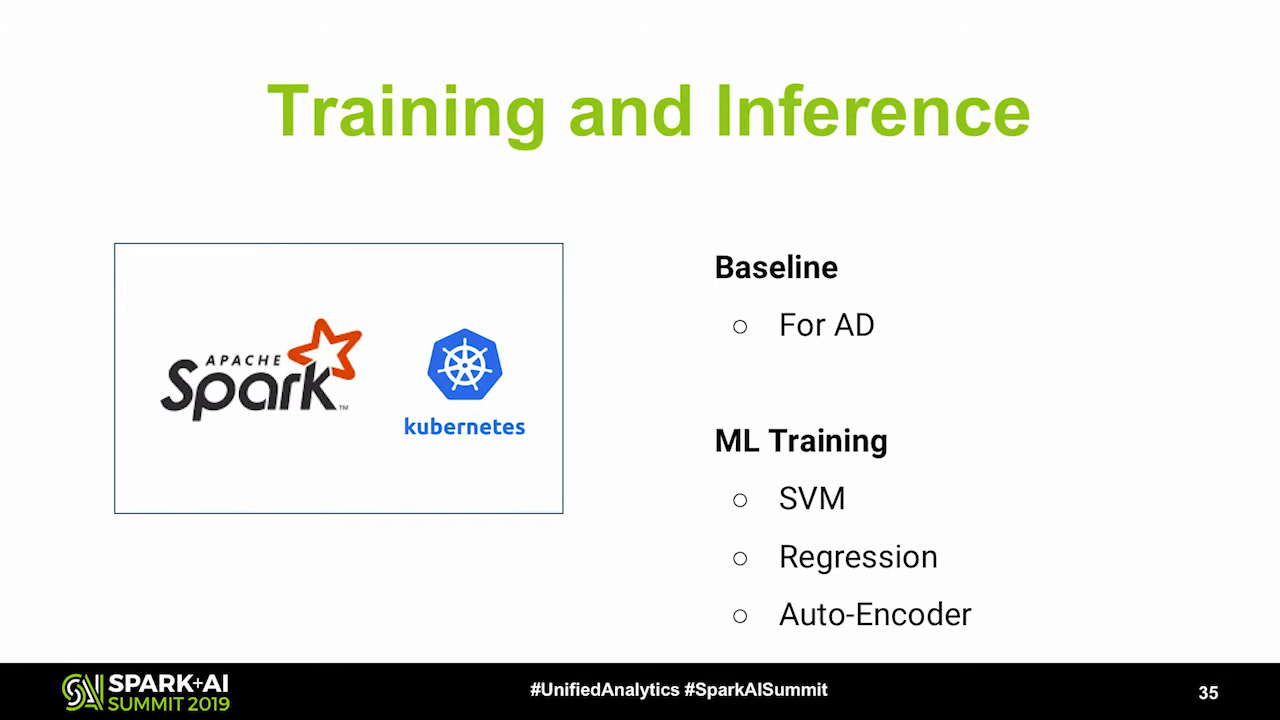 Training and Inference
APACHE
Spark™
kubernetes
Baseline
○ For AD
ML Training
○ SVM
○ Regression
○ Auto-Encoder
SPARK+AI
SUMMIT 2019
#UnifiedAnalytics #SparkAISummit
35